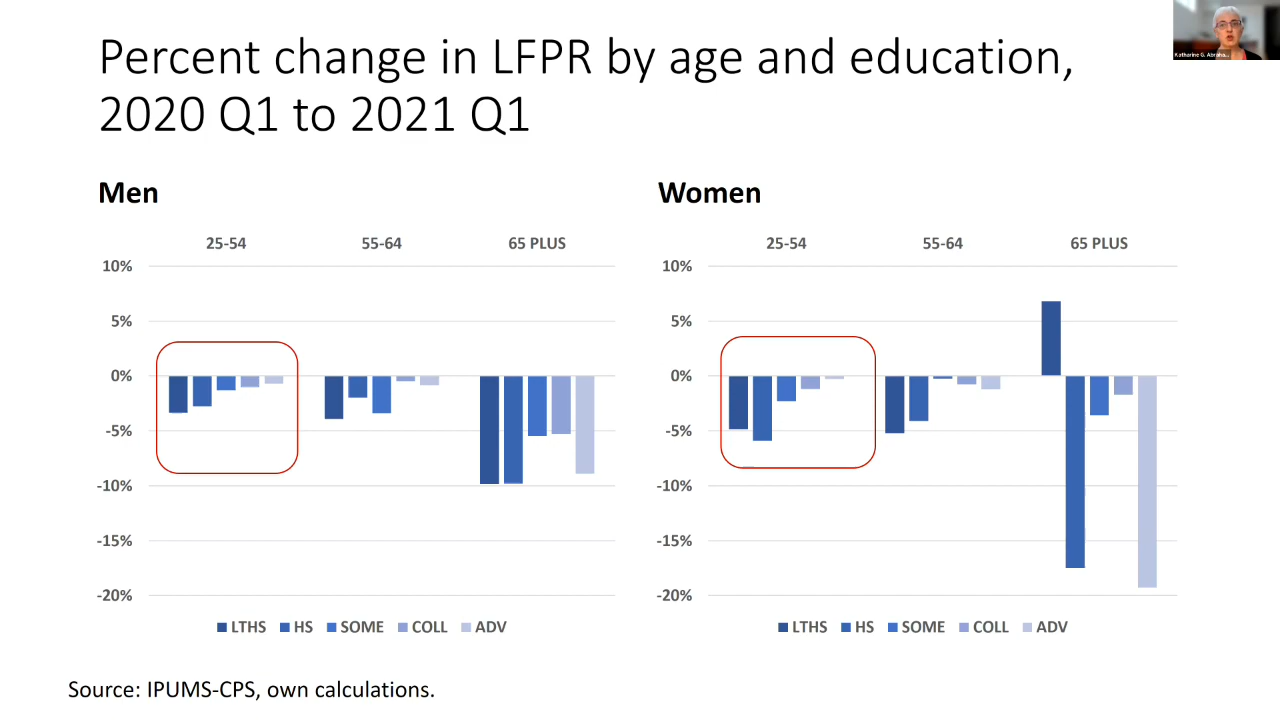 Percent change in LFPR by age and education,
2020 Q1 to 2021 Q1
Katharine G. Abraha...
Men
25-54 55-64 65 PLUS
10%
5%
0%
-5%
-10%
-15%
-20%
LTHS HS SOME COLL ADV
Women
25-54 55-64 65 PLUS
10%
5%
0%
-5%
-10%
-15%
-20%
LTHS HS SOME COLL ADV
Source: IPUMS-CPS, own calculations.